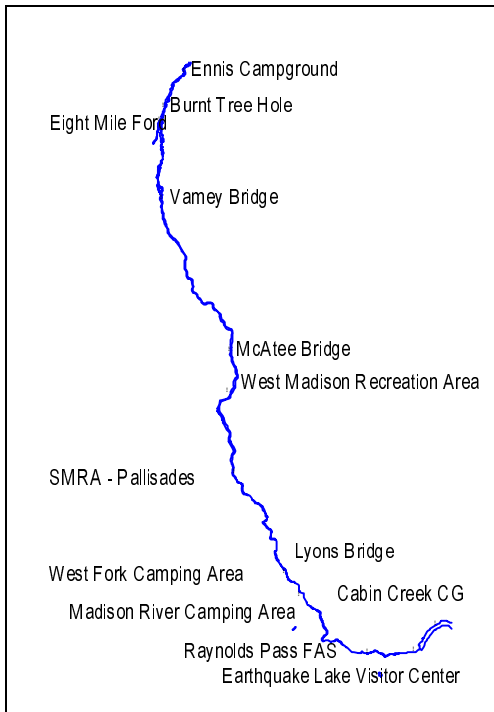 Ennis Campground
Burnt Tree Hole
Eight Mile Ford
Vamey Bridge
McAtee Bridge
West Madison Recreation Area
SMRA - Pallisades
Lyons Bridge
West Fork Camping Area
Cabin Creek CG
Madison River Camping Area
Raynolds Pass FAS
Earthquake Lake Visitor Center